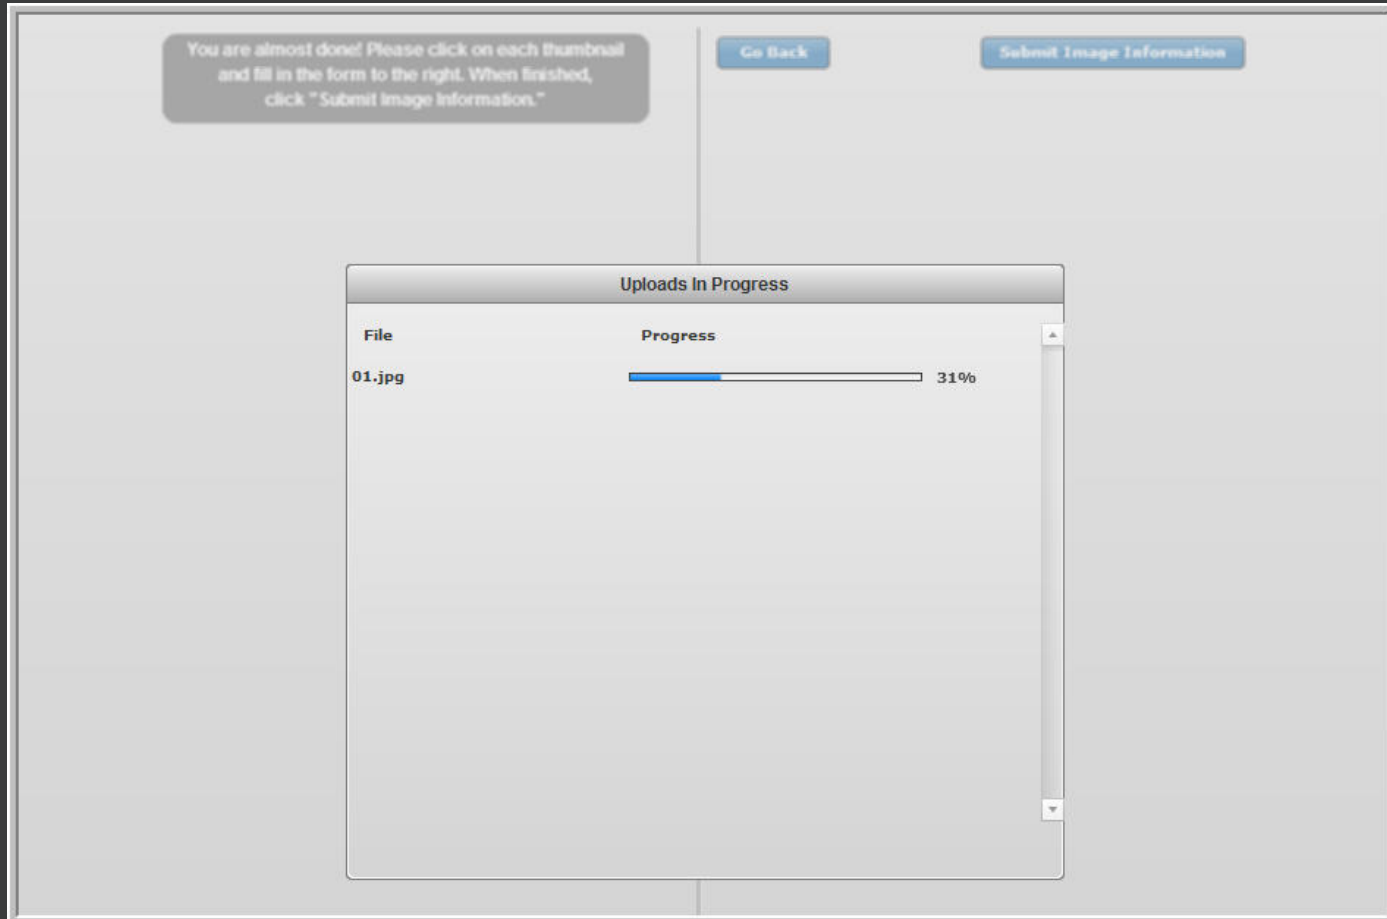 You are almost done! Please click on each thumbnail
and fill in the form to the right. When finished,
click "Submit Image Information."
Go Back
Submit Image Information
Uploads In Progress
File
Progress
01.jpg
31%